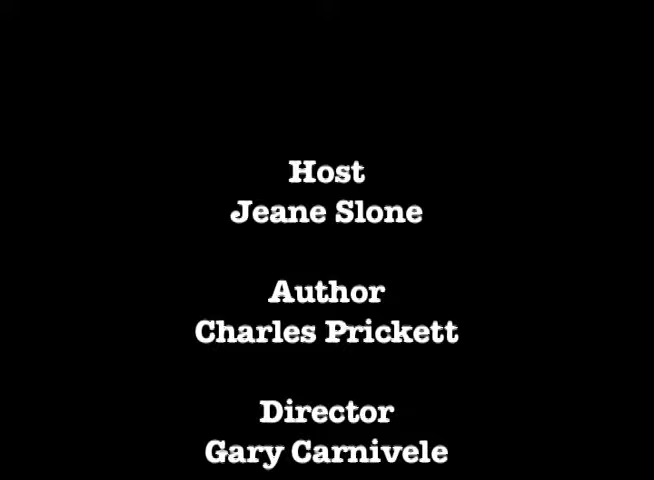 Host
Jeane Slone
Author
Charles Prickett
Director
Gary Carnivele